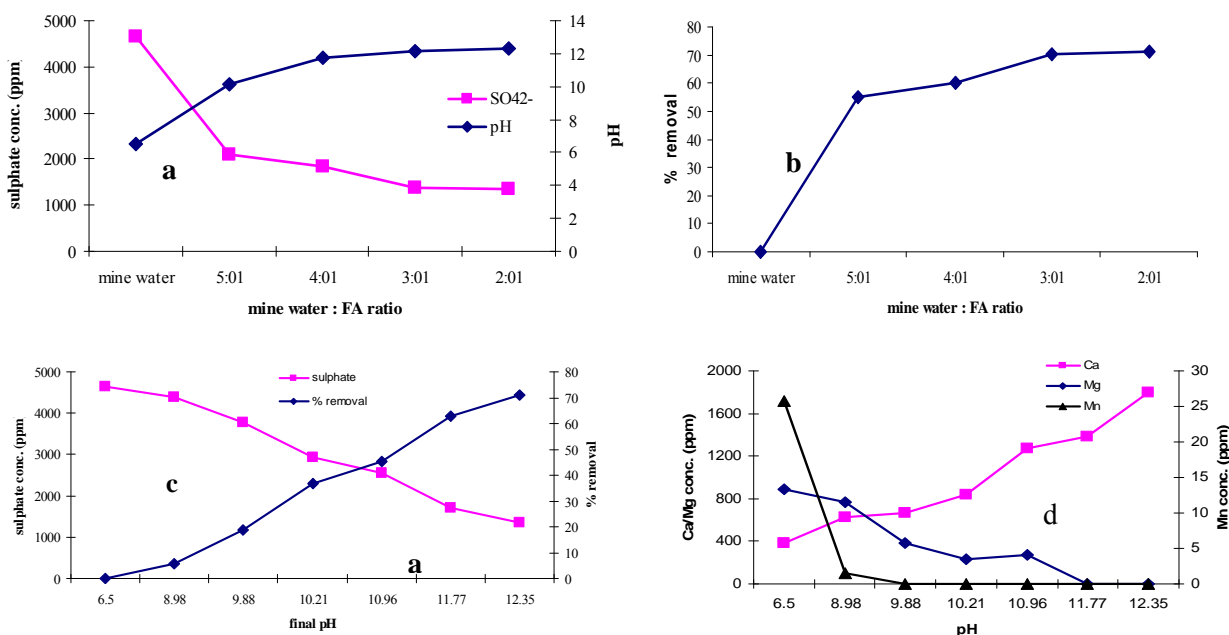 5000
4000
3000
2000
1000
0
sulphate conc. (ppm)
14
12
10
8
6
4
2
0
pH
SO42-
pH
a
mine water 5:01 4:01 3:01 2:01
mine water : FA ratio
80
70
60
50
40
30
20
10
0
% removal
b
mine water 5:01 4:01 3:01 2:01
mine water : FA ratio
5000
4000
3000
2000
1000
0
sulphate conc. (ppm
sulphate
% removal
80
70
60
50
40
30
20
10
0
% removal
c
a
6.5 8.98 9.88 10.21 10.96 11.77 12.35
final pH
Ca
Mg
Mn
2000
1600
1200
800
400
0
Ca/Mg conc. (ppm)
30
25
20
15
10
5
0
Mn conc. (ppm)
d
6.5 8.98 9.88 10.21 10.96 11.77 12.35
pH